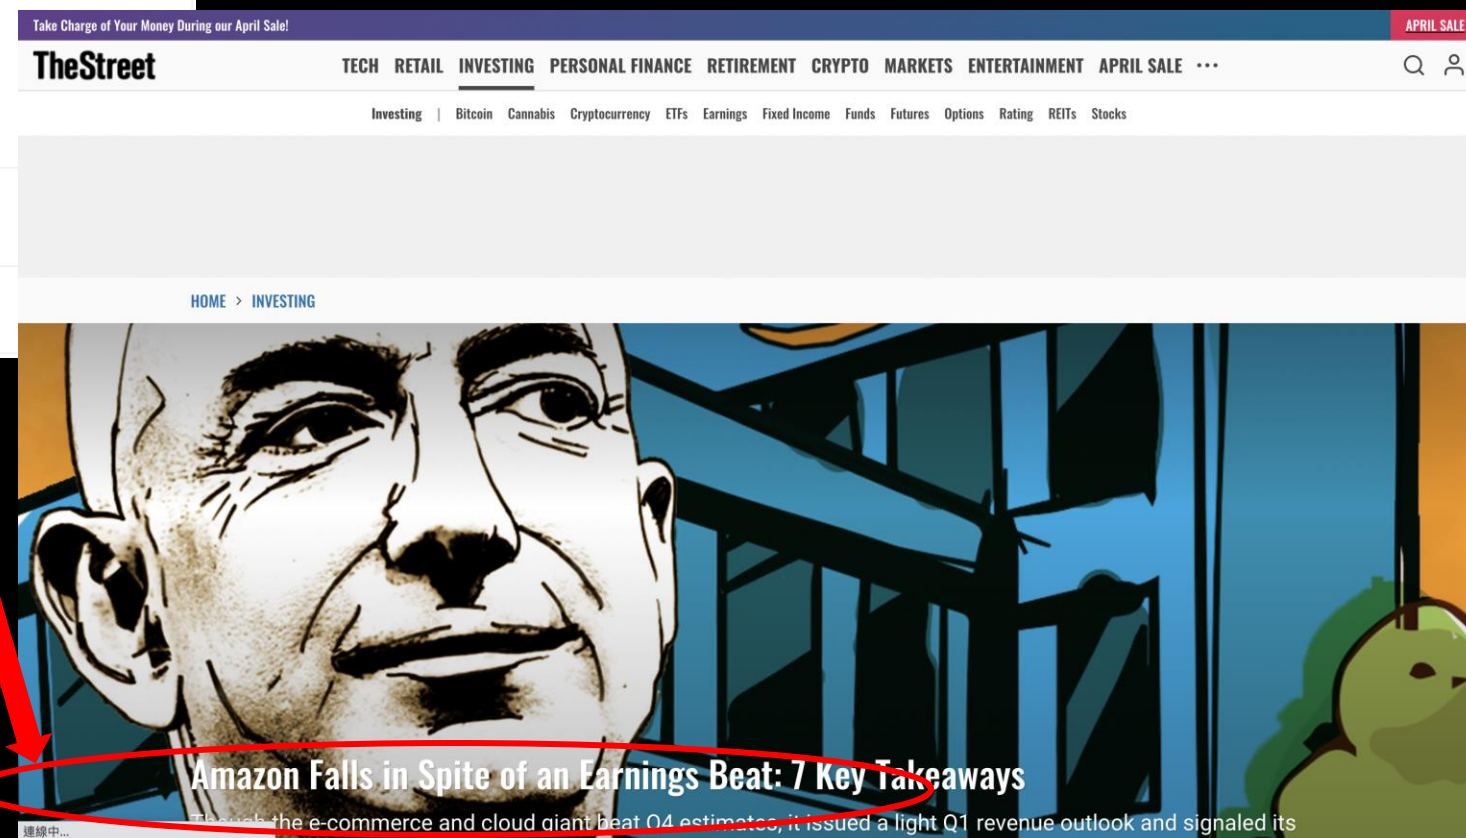 Take Charge of Your Money During our April Sale! APRIL SALE
TheStreet TECH RETAIL INVESTING PERSONAL FINANCE RETIREMENT CRYPTO MARKETS ENTERTAINMENT APRIL SALE ···
Investing | Bitcoin Cannabis Cryptocurrency ETFs Earnings Fixed Income Funds Futures Options Rating REITs Stocks
HOME > INVESTING
Amazon Falls in Spite of an Earnings Beat: 7 Key Takeaways
Though the e-commerce and cloud giant beat Q4 estimates, it issued a light Q1 revenue outlook and signaled its
連線中...